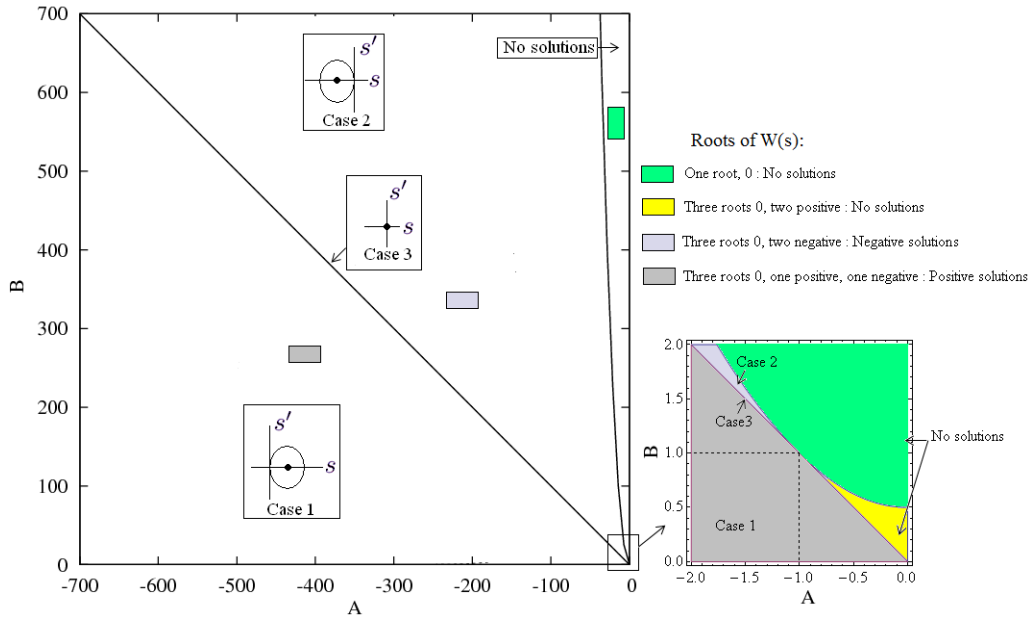 700
600
500
400
300
200
100
0
B
-700
-600
-500
-400
-300
-200
-100
0
A
No solutions
s′
s
Case 2
s′
s
Case 3
s′
s
Case 1
Roots of W(s):
One root, 0 : No solutions
Three roots 0, two positive : No solutions
Three roots 0, two negative : Negative solutions
Three roots 0, one positive, one negative : Positive solutions
2.0
1.5
1.0
0.5
0.0
B
Case 2
Case3
Case 1
No solutions
-2.0
-1.5
-1.0
-0.5
0.0
A